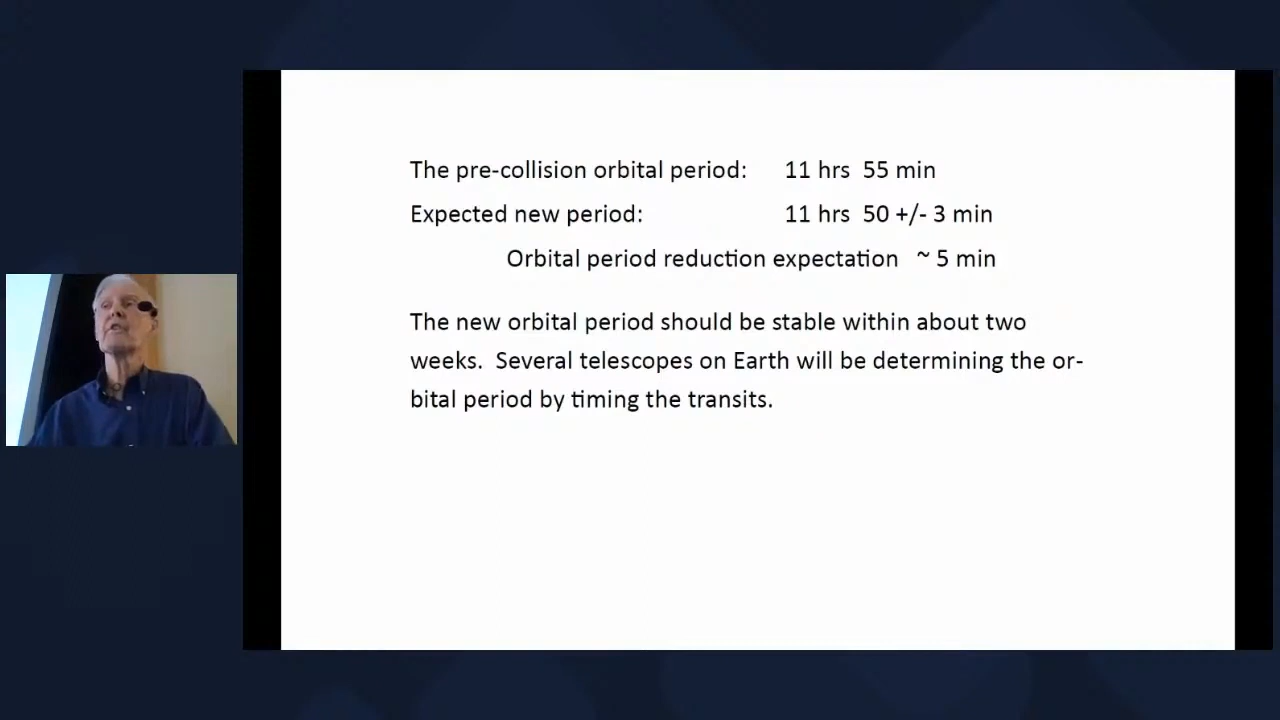 The pre-collision orbital period: 11 hrs 55 min
Expected new period: 11 hrs 50 +/- 3 min
Orbital period reduction expectation ~ 5 min
The new orbital period should be stable within about two
weeks. Several telescopes on Earth will be determining the or-
bital period by timing the transits.